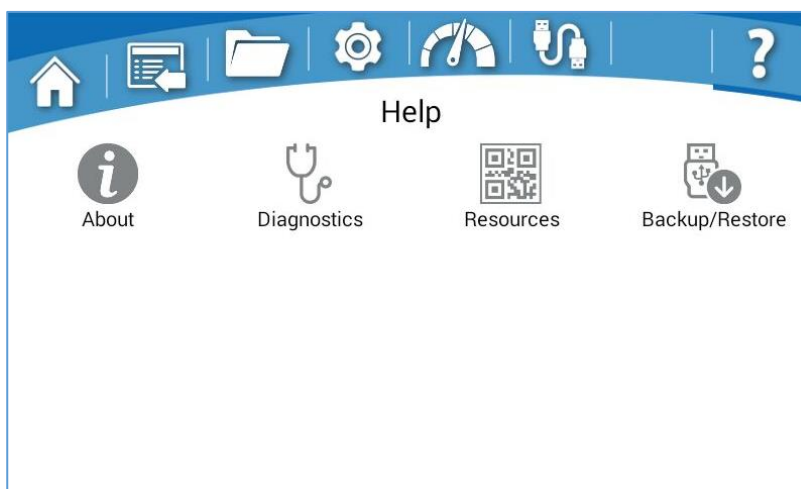 ?
Help
i
About
Diagnostics
Resources
Backup/Restore